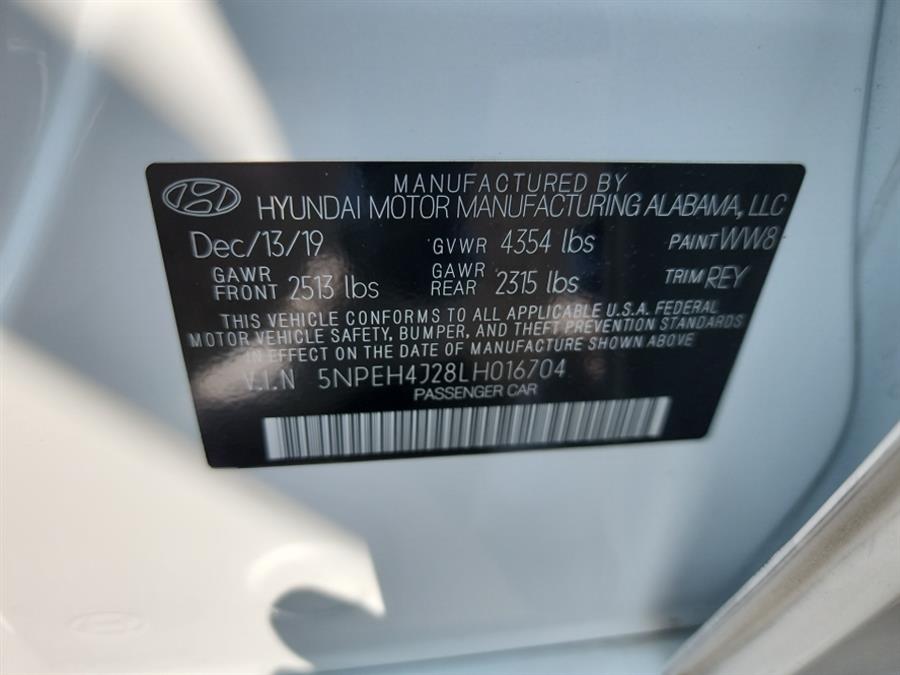 MANUFACTURED BY
HYUNDAI MOTOR MANUFACTURING ALABAMA, LLC
Dec/13/19 GVWR 4354 lbs PAINT WW8
GAWR FRONT 2513 lbs GAWR REAR 2315 lbs TRIM REY
THIS VEHICLE CONFORMS TO ALL APPLICABLE U.S.A. FEDERAL
MOTOR VEHICLE SAFETY, BUMPER, AND THEFT PREVENTION STANDARDS
IN EFFECT ON THE DATE OF MANUFACTURE SHOWN ABOVE
V.I.N 5NPEH4J28LH016704
PASSENGER CAR